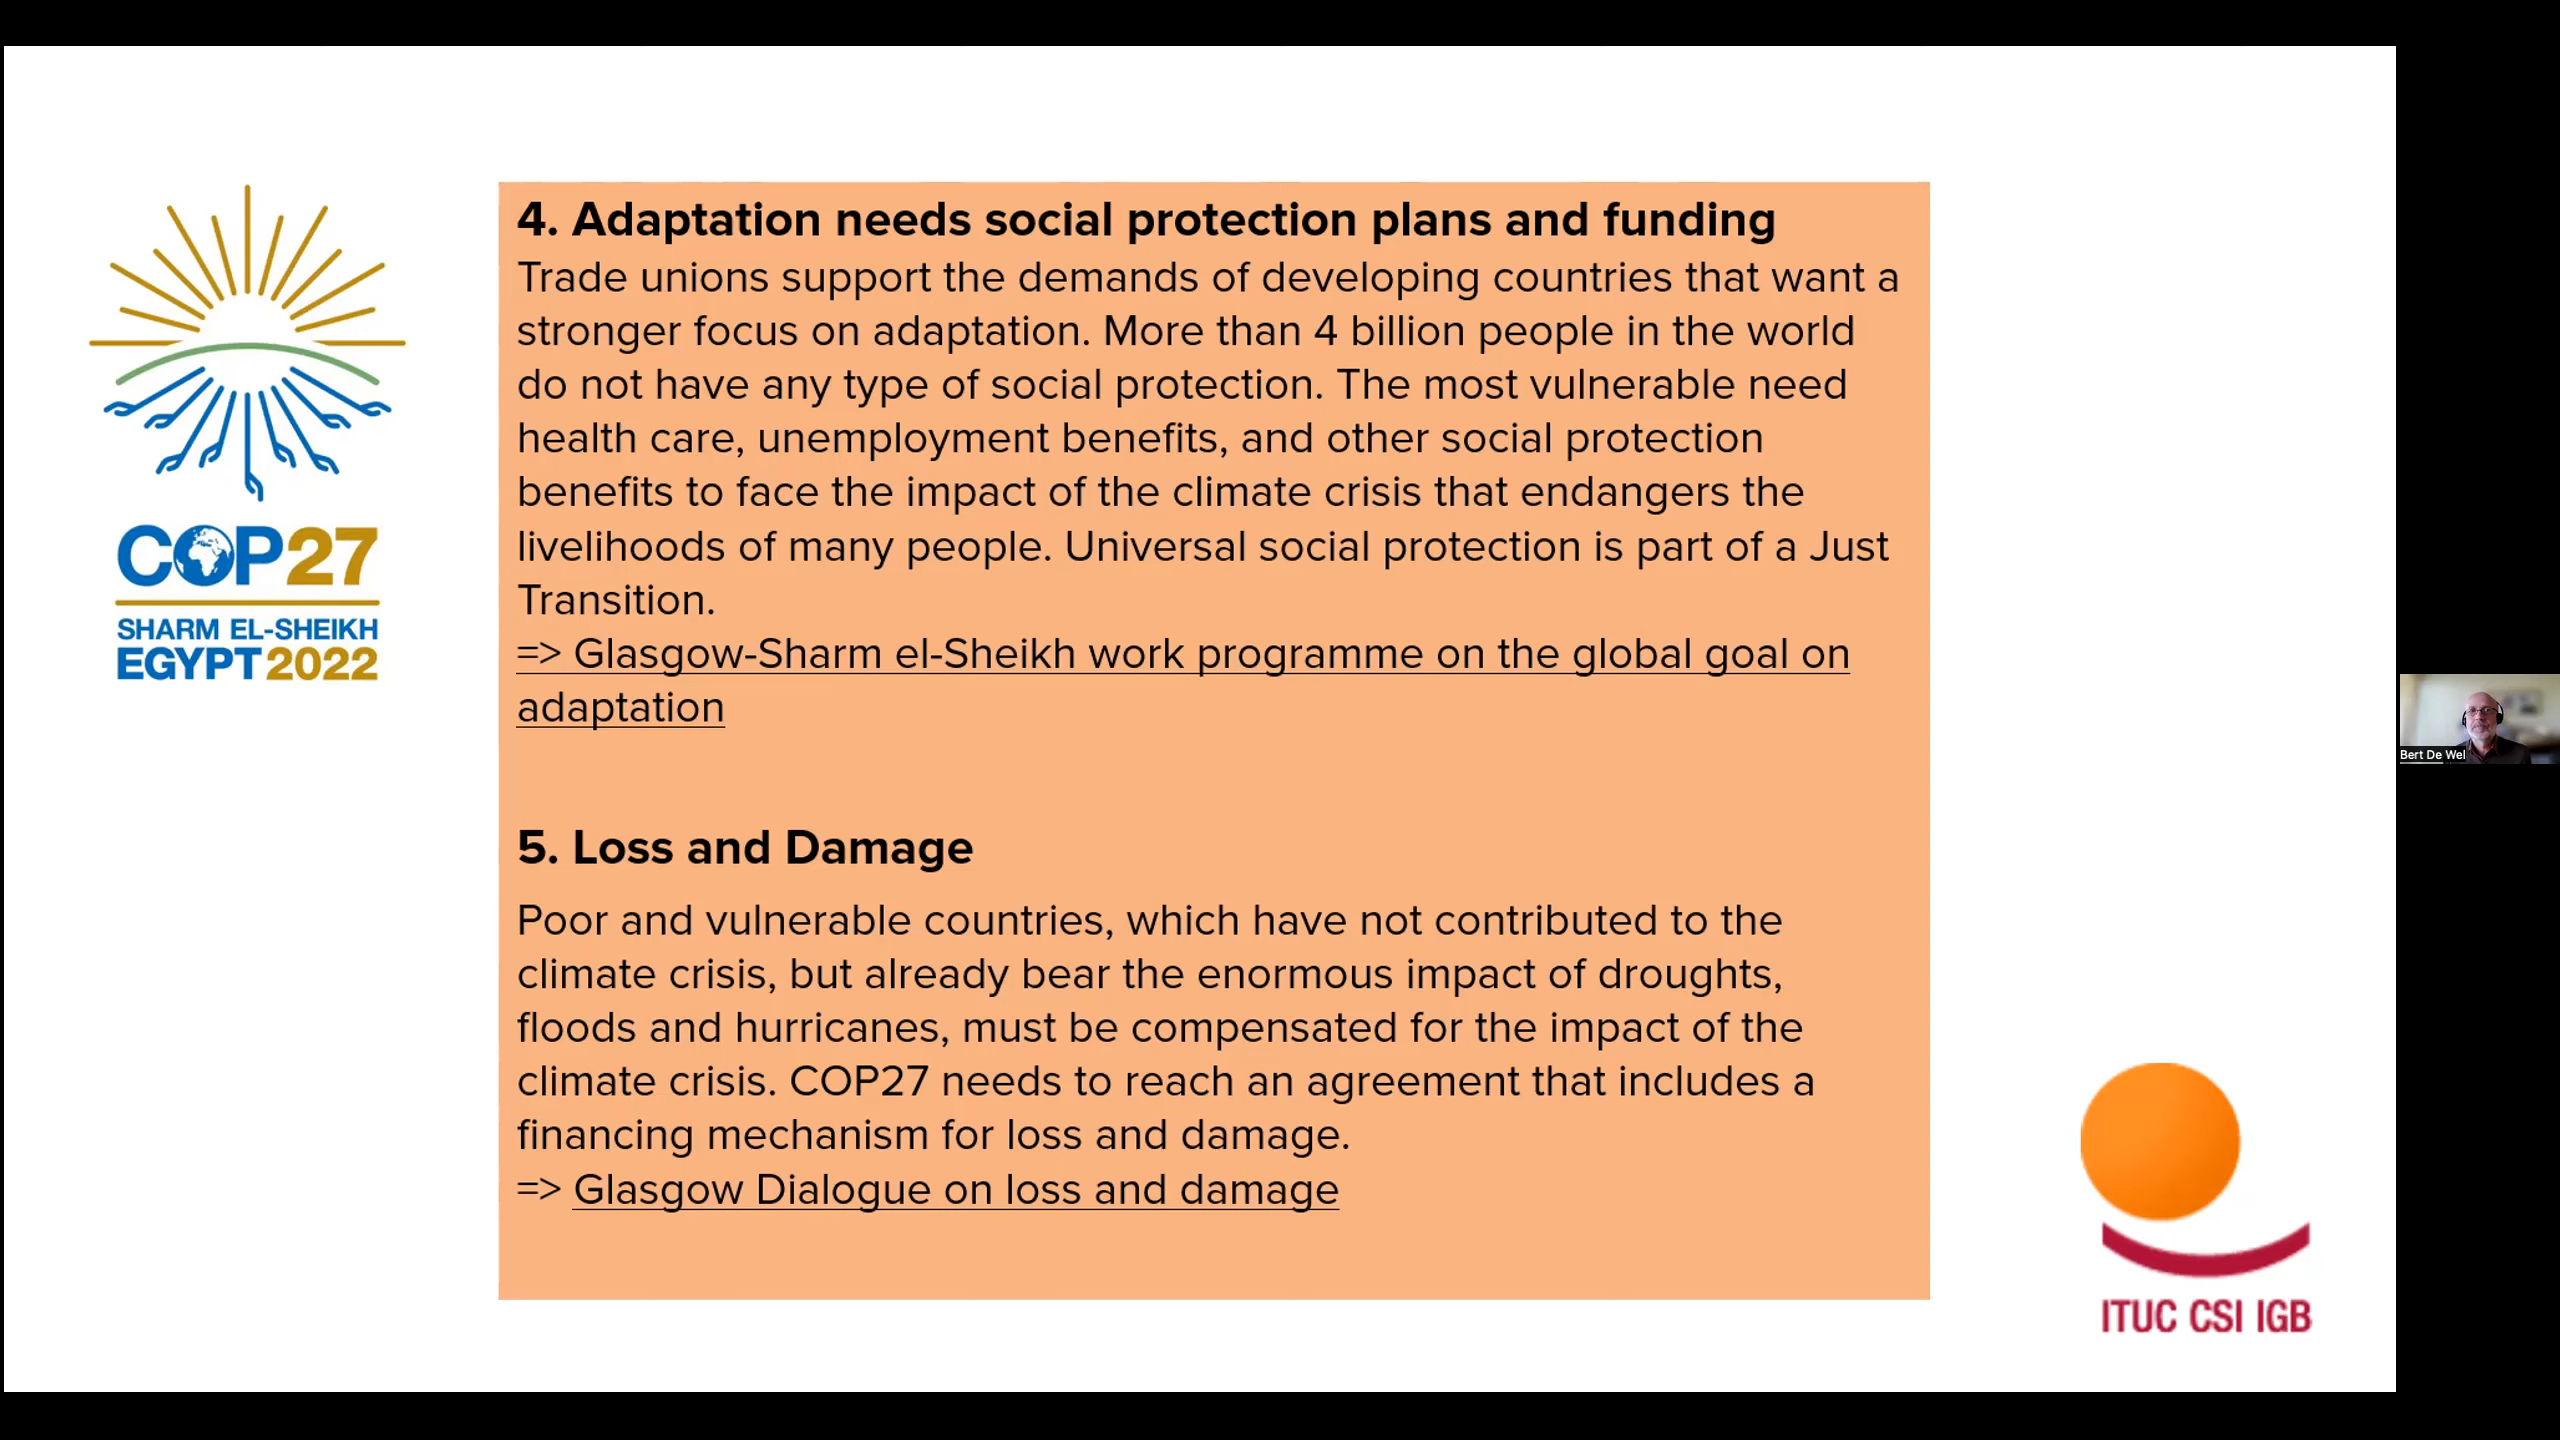 4. Adaptation needs social protection plans and funding
Trade unions support the demands of developing countries that want a
stronger focus on adaptation. More than 4 billion people in the world
do not have any type of social protection. The most vulnerable need
health care, unemployment benefits, and other social protection
benefits to face the impact of the climate crisis that endangers the
livelihoods of many people. Universal social protection is part of a Just
Transition.
=> Glasgow-Sharm el-Sheikh work programme on the global goal on
adaptation
5. Loss and Damage
Poor and vulnerable countries, which have not contributed to the
climate crisis, but already bear the enormous impact of droughts,
floods and hurricanes, must be compensated for the impact of the
climate crisis. COP27 needs to reach an agreement that includes a
financing mechanism for loss and damage.
=> Glasgow Dialogue on loss and damage
COP27
SHARM EL-SHEIKH
EGYPT 2022
ITUC CSI IGB
Bert De Wel